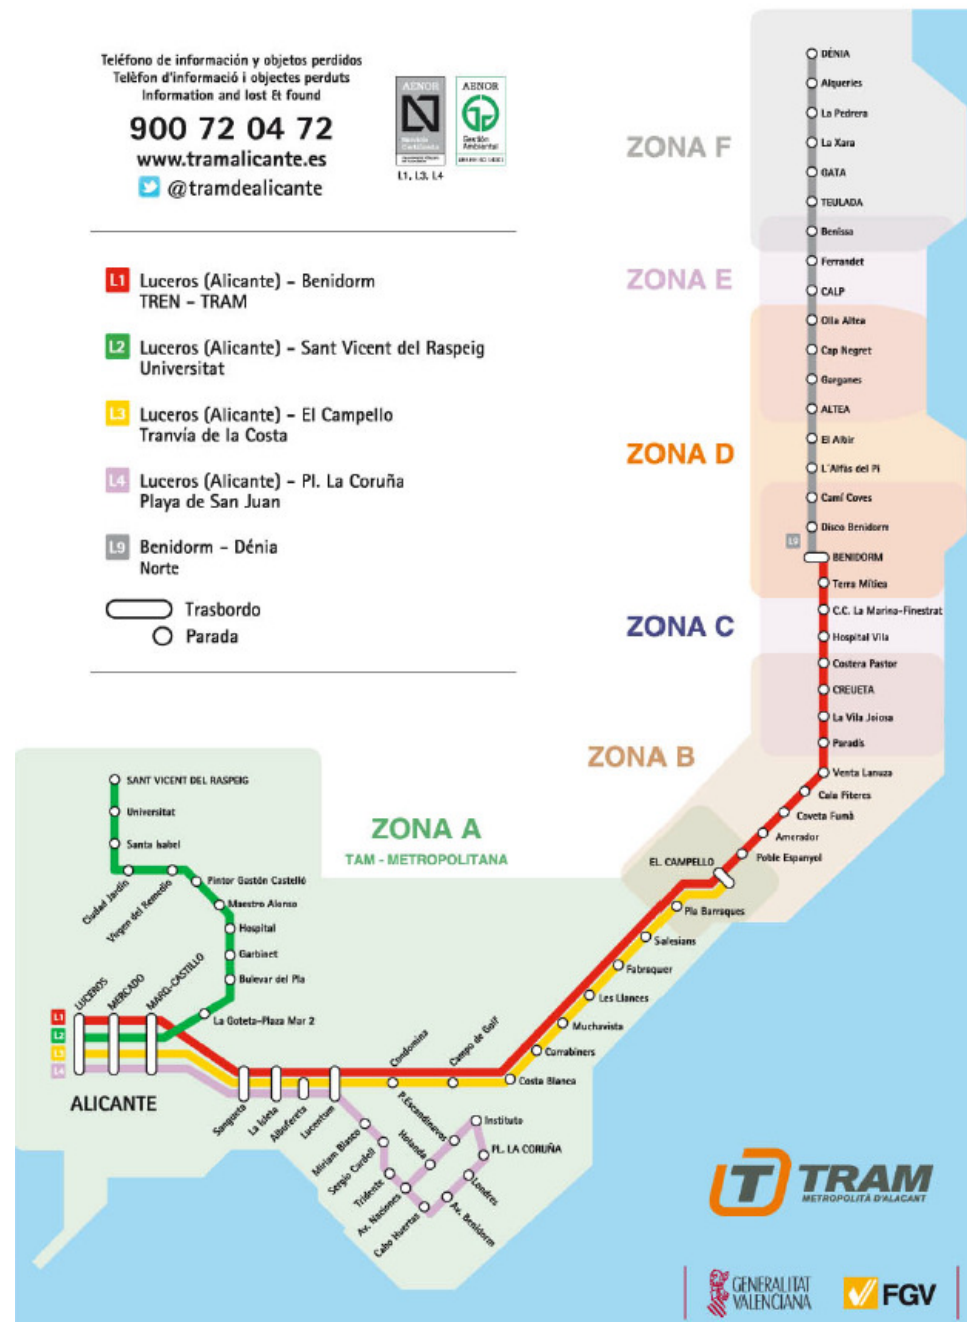 Teléfono de información y objetos perdidos
Telèfon d'informació i objectes perduts
Information and lost & found
900 72 04 72
www.tramalicante.es
@tramdealicante
AENOR
AENOR
Gestión
Ambiental
L1, L3, L4
L1 Luceros (Alicante) - Benidorm
TREN - TRAM
L2 Luceros (Alicante) - Sant Vicent del Raspeig
Universitat
L3 Luceros (Alicante) - El Campello
Tranvía de la Costa
L4 Luceros (Alicante) - Pl. La Coruña
Playa de San Juan
L9 Benidorm - Dénia
Norte
Trasbordo
Parada
ZONA F
ZONA E
ZONA D
ZONA C
ZONA B
ZONA A
TAM - METROPOLITANA
DÉNIA
Alqueries
La Pedrera
La Xara
GATA
TEULADA
Benissa
Ferrandet
CALP
Olla Altea
Cap Negret
Garganes
ALTEA
El Albir
L'Alfàs del Pi
Camí Coves
Disco Benidorm
L9
BENIDORM
Terra Mítica
C.C. La Marina-Finestrat
Hospital Vila
Costera Pastor
CREUETA
La Vila Joiosa
Paradís
Venta Lanuza
Cala Piteres
Coveta Fumà
Amerador
Poble Espanyol
EL CAMPELLO
Pla Barraques
Salesians
Fabraquer
Les Llances
Muchavista
Carrabiners
Costa Blanca
Campo de Golf
Condomina
SANT VICENT DEL RASPEIG
Universitat
Santa Isabel
Ciudad Jardín
Virgen del Remedio
Pintor Gastón Castelló
Maestro Alonso
Hospital
Garbinet
Bulevar del Pla
La Goteta-Plaza Mar 2
LUCEROS
MERCADO
MARQ-CASTILLO
L1
L2
L3
L4
ALICANTE
Sangueta
La Isleta
Albufereta
Lucentum
Miriam Blasco
Sergio Cardell
Tridente
Av. Naciones
Cabo Huertas
Av. Benidorm
Londres
PL. LA CORUÑA
Instituto
P.Escandinavos
Holanda
TRAM
METROPOLITÀ D'ALACANT
GENERALITAT
VALENCIANA
FGV